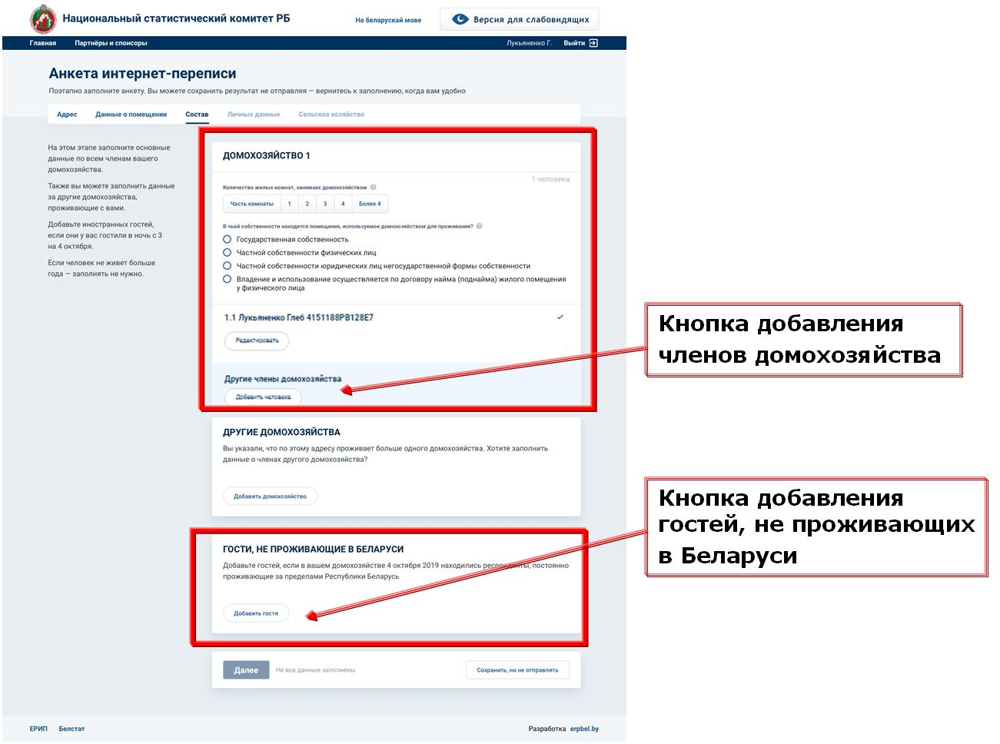 Национальный статистический комитет РБ
На беларускай мове
Версия для слабовидящих
Главная
Партнёры и спонсоры
Лукьяненко Г.
Выйти
Анкета интернет-переписи
Поэтапно заполните анкету. Вы можете сохранить результат не отправляя — вернитесь к заполнению, когда вам удобно
Адрес
Данные о помещении
Состав
Личные данные
Сельское хозяйство
На этом этапе заполните основные
данные по всем членам вашего
домохозяйства.
Также вы можете заполнить данные
за другие домохозяйства,
проживающие с вами.
Добавьте иностранных гостей,
если они у вас гостили в ночь с 3
на 4 октября.
Если человек не живет больше
года — заполнять не нужно.
ДОМОХОЗЯЙСТВО 1
1 человека
Количество жилых комнат, занимаех домохозяйством ?
Часть комнаты
1
2
3
4
Более 4
В чьей собственности находится помещение, используемое домохозяйством для проживания? ?
Государственная собственность
Частной собственности физических лиц
Частной собственности юридических лиц негосударственной формы собственности
Владение и использование осуществляется по договору найма (поднайма) жилого помещения
у физического лица
1.1 Лукьяненко Глеб 4151188PB128E7
Редактировать
Другие члены домохозяйства
Добавить человека
Кнопка добавления
членов домохозяйства
ДРУГИЕ ДОМОХОЗЯЙСТВА
Вы указали, что по этому адресу проживает больше одного домохозяйства. Хотите заполнить
данные о членах другого домохозяйства?
Добавить домохозяйство
ГОСТИ, НЕ ПРОЖИВАЮЩИЕ В БЕЛАРУСИ
Добавьте гостей, если в вашем домохозяйстве 4 октября 2019 находились респонденты, постоянно
проживающие за пределами Республики Беларусь
Добавить гостя
Кнопка добавления
гостей, не проживающих
в Беларуси
Далее
Не все данные заполнены
Сохранить, но не отправлять
ЕРИП
Белстат
Разработка erpbel.by